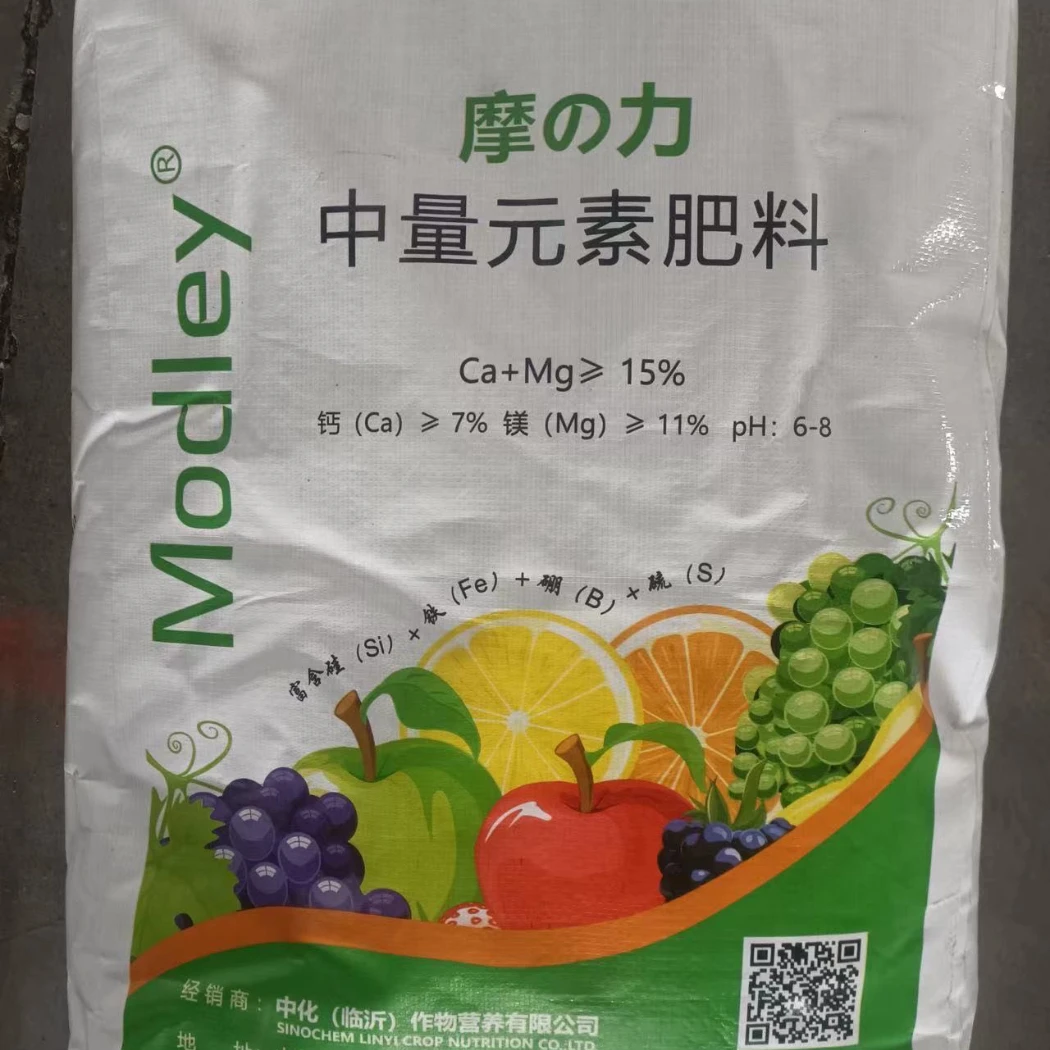 摩の力
中量元素肥料
Modley®
Ca+Mg≥ 15%
钙（Ca）≥ 7% 镁（Mg）≥ 11% pH：6-8
富含硅（Si）+铁（Fe）+硼（B）+硫（S）
经销商：中化（临沂）作物营养有限公司
SINOCHEM LINYI CROP NUTRITION CO.,LTD
地 址